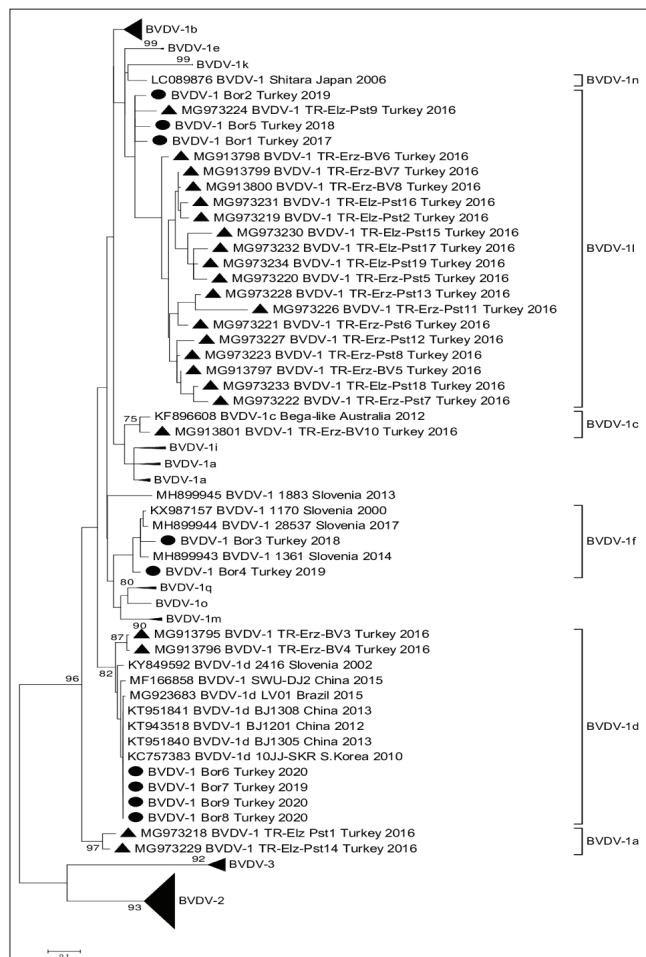 BVDV-1b
99
BVDV-1e
99
BVDV-1k
LC089876 BVDV-1 Shitara Japan 2006
BVDV-1n
BVDV-1 Bor2 Turkey 2019
MG973224 BVDV-1 TR-Elz-Pst9 Turkey 2016
BVDV-1 Bor5 Turkey 2018
BVDV-1 Bor1 Turkey 2017
MG913798 BVDV-1 TR-Erz-BV6 Turkey 2016
MG913799 BVDV-1 TR-Erz-BV7 Turkey 2016
MG913800 BVDV-1 TR-Erz-BV8 Turkey 2016
MG973231 BVDV-1 TR-Elz-Pst16 Turkey 2016
MG973219 BVDV-1 TR-Elz-Pst2 Turkey 2016
MG973230 BVDV-1 TR-Elz-Pst15 Turkey 2016
MG973232 BVDV-1 TR-Elz-Pst17 Turkey 2016
BVDV-1l
MG973234 BVDV-1 TR-Elz-Pst19 Turkey 2016
MG973220 BVDV-1 TR-Elz-Pst5 Turkey 2016
MG973228 BVDV-1 TR-Erz-Pst13 Turkey 2016
MG973226 BVDV-1 TR-Erz-Pst11 Turkey 2016
MG973221 BVDV-1 TR-Erz-Pst6 Turkey 2016
MG973227 BVDV-1 TR-Erz-Pst12 Turkey 2016
MG973223 BVDV-1 TR-Erz-Pst8 Turkey 2016
MG913797 BVDV-1 TR-Erz-BV5 Turkey 2016
MG973233 BVDV-1 TR-Elz-Pst18 Turkey 2016
MG973222 BVDV-1 TR-Erz-Pst7 Turkey 2016
75
KF896608 BVDV-1c Bega-like Australia 2012
BVDV-1c
MG913801 BVDV-1 TR-Erz-BV10 Turkey 2016
BVDV-1i
BVDV-1a
BVDV-1a
MH899945 BVDV-1 1883 Slovenia 2013
KX987157 BVDV-1 1170 Slovenia 2000
MH899944 BVDV-1 28537 Slovenia 2017
BVDV-1 Bor3 Turkey 2018
BVDV-1f
MH899943 BVDV-1 1361 Slovenia 2014
BVDV-1 Bor4 Turkey 2019
80
BVDV-1q
BVDV-1o
BVDV-1m
90
87
MG913795 BVDV-1 TR-Erz-BV3 Turkey 2016
MG913796 BVDV-1 TR-Erz-BV4 Turkey 2016
82
KY849592 BVDV-1d 2416 Slovenia 2002
96
MF166858 BVDV-1 SWU-DJ2 China 2015
MG923683 BVDV-1d LV01 Brazil 2015
KT951841 BVDV-1d BJ1308 China 2013
KT943518 BVDV-1 BJ1201 China 2012
BVDV-1d
KT951840 BVDV-1d BJ1305 China 2013
KC757383 BVDV-1d 10JJ-SKR S.Korea 2010
BVDV-1 Bor6 Turkey 2020
BVDV-1 Bor7 Turkey 2019
BVDV-1 Bor9 Turkey 2020
BVDV-1 Bor8 Turkey 2020
MG973218 BVDV-1 TR-Elz Pst1 Turkey 2016
BVDV-1a
97
MG973229 BVDV-1 TR-Elz-Pst14 Turkey 2016
92
BVDV-3
93
BVDV-2
0.1